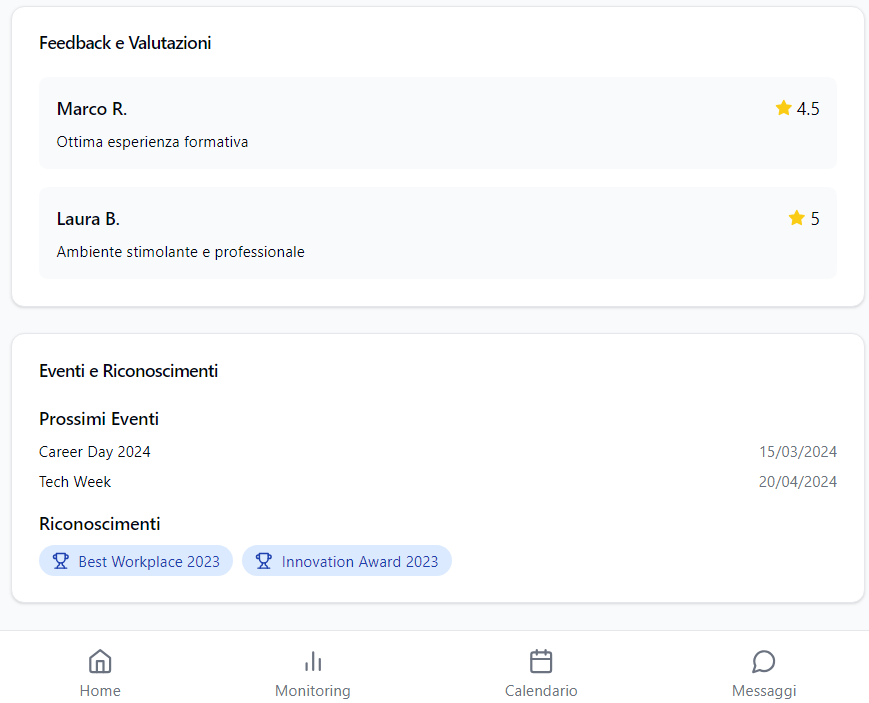 Feedback e Valutazioni
Marco R. 4.5
Ottima esperienza formativa
Laura B. 5
Ambiente stimolante e professionale
Eventi e Riconoscimenti
Prossimi Eventi
Career Day 2024 15/03/2024
Tech Week 20/04/2024
Riconoscimenti
Best Workplace 2023 Innovation Award 2023
Home Monitoring Calendario Messaggi